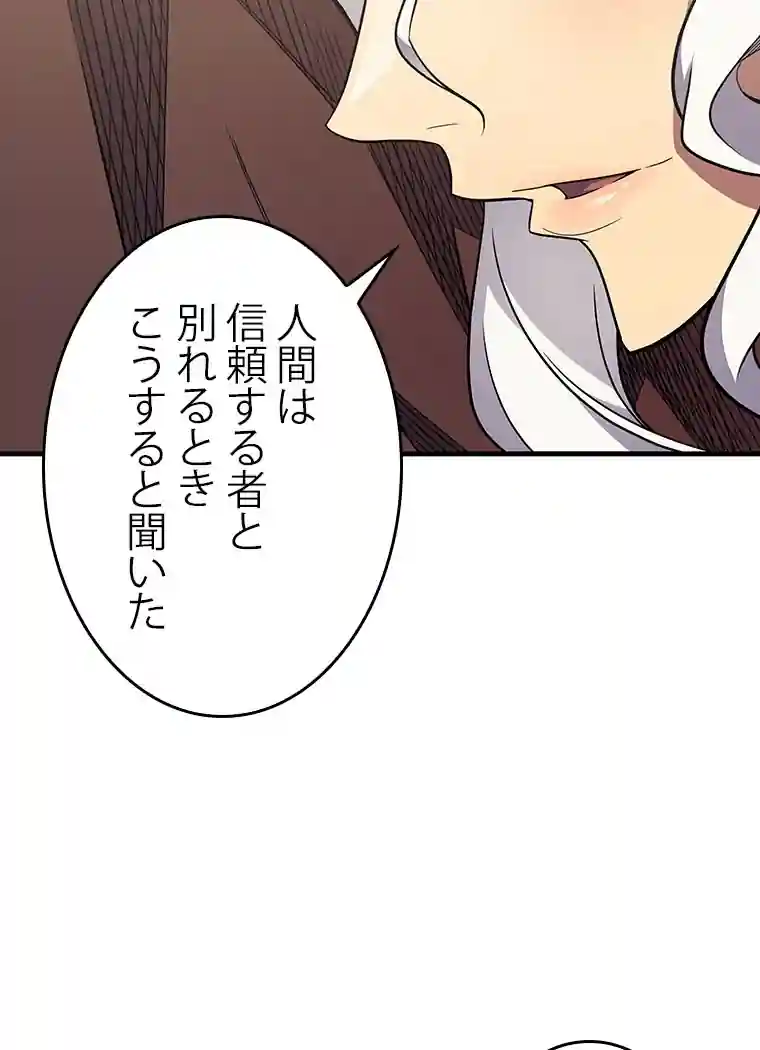 人間は
信頼する者と
別れるとき
こうすると聞いた